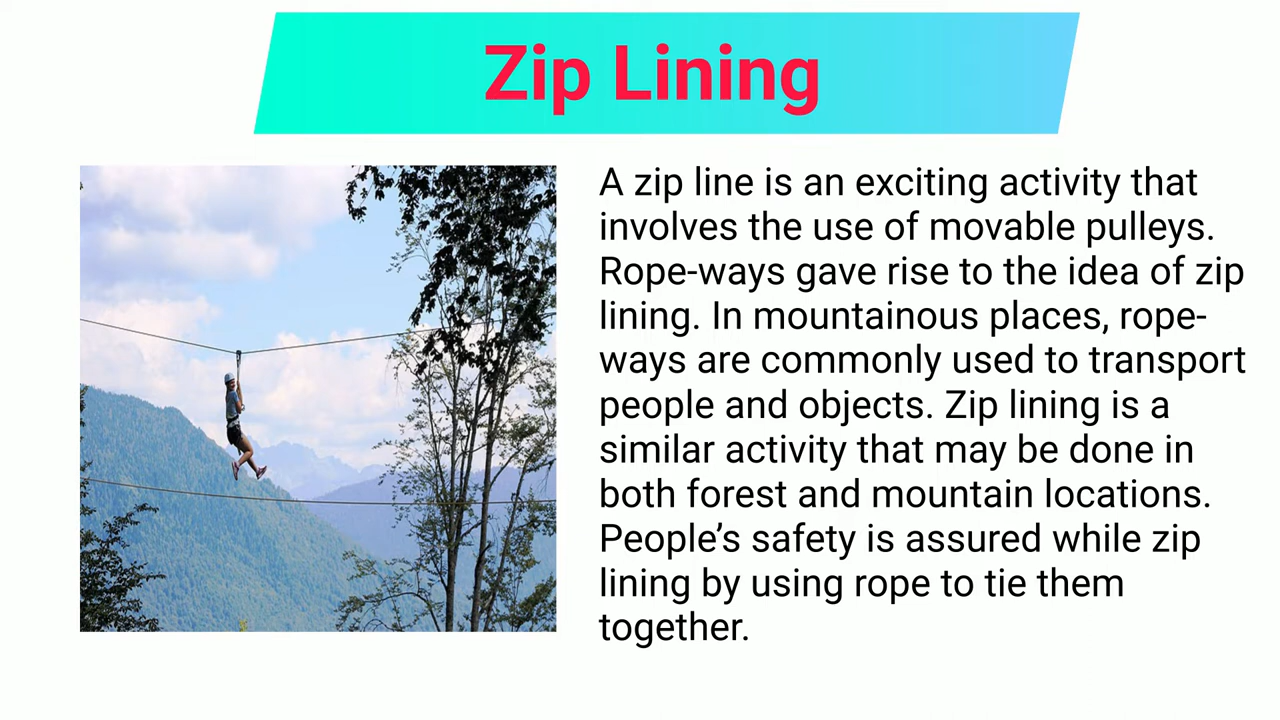 Zip Lining
A zip line is an exciting activity that
involves the use of movable pulleys.
Rope-ways gave rise to the idea of zip
lining. In mountainous places, rope-
ways are commonly used to transport
people and objects. Zip lining is a
similar activity that may be done in
both forest and mountain locations.
People’s safety is assured while zip
lining by using rope to tie them
together.